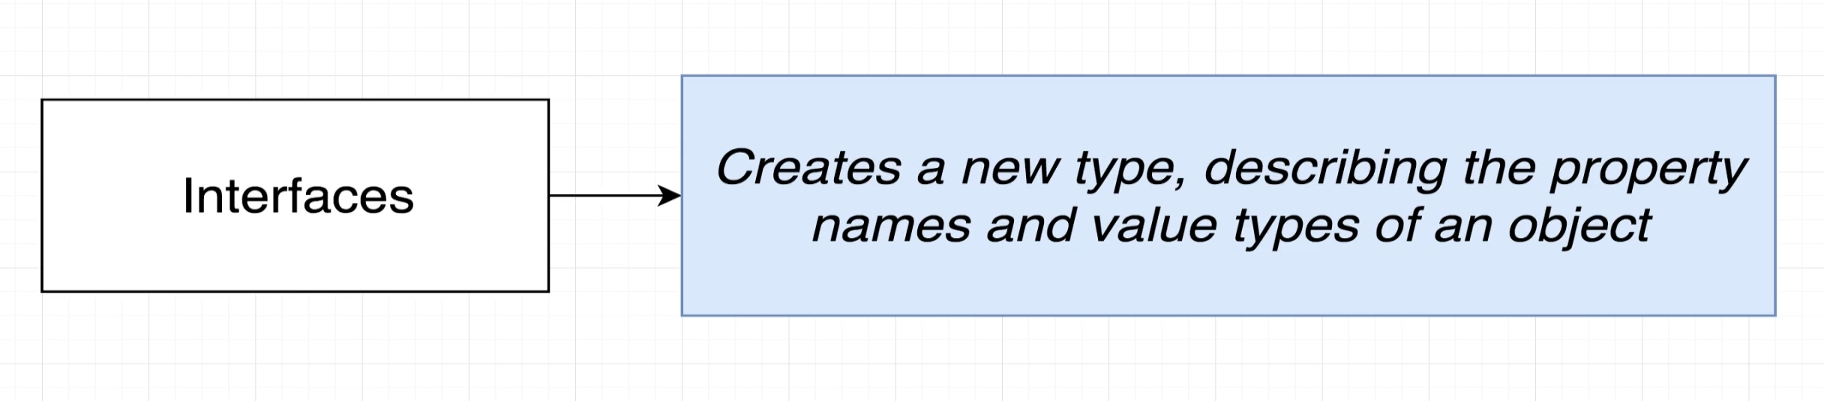 Interfaces
Creates a new type, describing the property
names and value types of an object